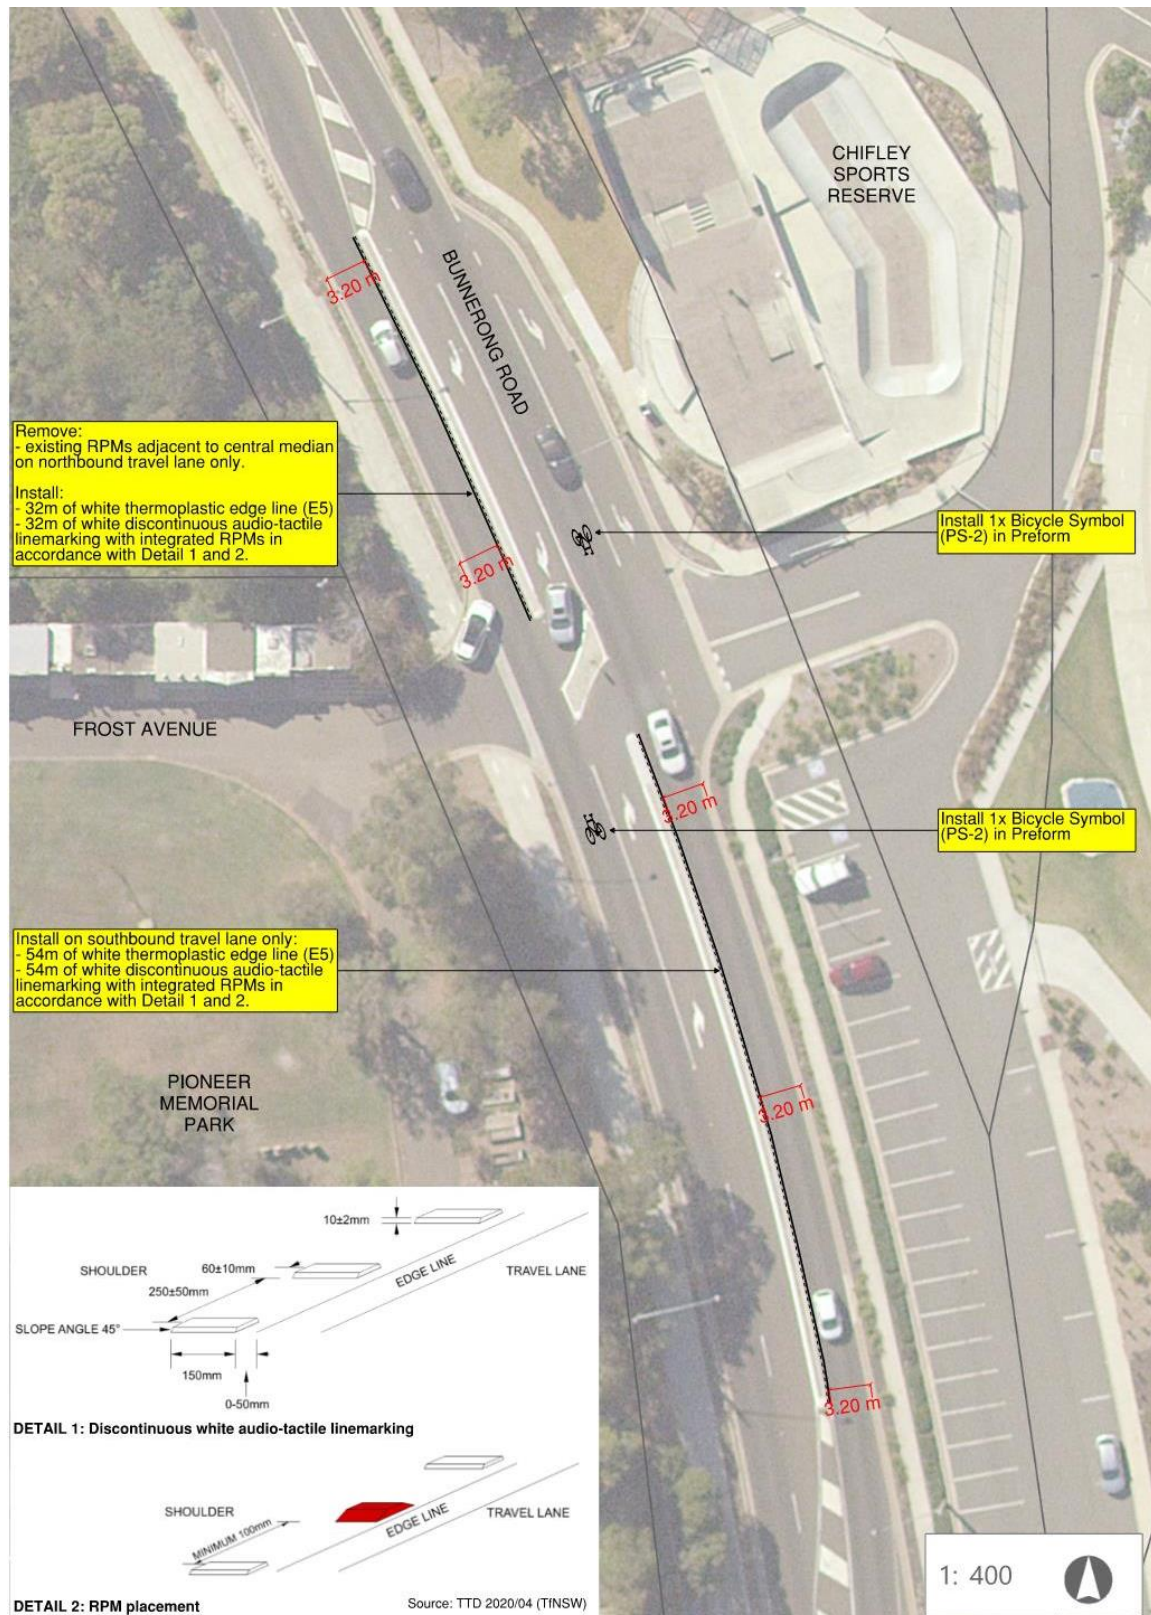 CHIFLEY
SPORTS
RESERVE
BUNNERONG ROAD
3.20 m
Remove:
- existing RPMs adjacent to central median
on northbound travel lane only.
Install:
- 32m of white thermoplastic edge line (E5)
- 32m of white discontinuous audio-tactile
linemarking with integrated RPMs in
accordance with Detail 1 and 2.
Install 1x Bicycle Symbol
(PS-2) in Preform
3.20 m
FROST AVENUE
3.20 m
Install 1x Bicycle Symbol
(PS-2) in Preform
Install on southbound travel lane only:
- 54m of white thermoplastic edge line (E5)
- 54m of white discontinuous audio-tactile
linemarking with integrated RPMs in
accordance with Detail 1 and 2.
PIONEER
MEMORIAL
PARK
3.20 m
3.20 m
10±2mm
SHOULDER
60±10mm
EDGE LINE
TRAVEL LANE
250±50mm
SLOPE ANGLE 45°
150mm
0-50mm
DETAIL 1: Discontinuous white audio-tactile linemarking
SHOULDER
EDGE LINE
TRAVEL LANE
MINIMUM 100mm
DETAIL 2: RPM placement
Source: TTD 2020/04 (TfNSW)
1: 400